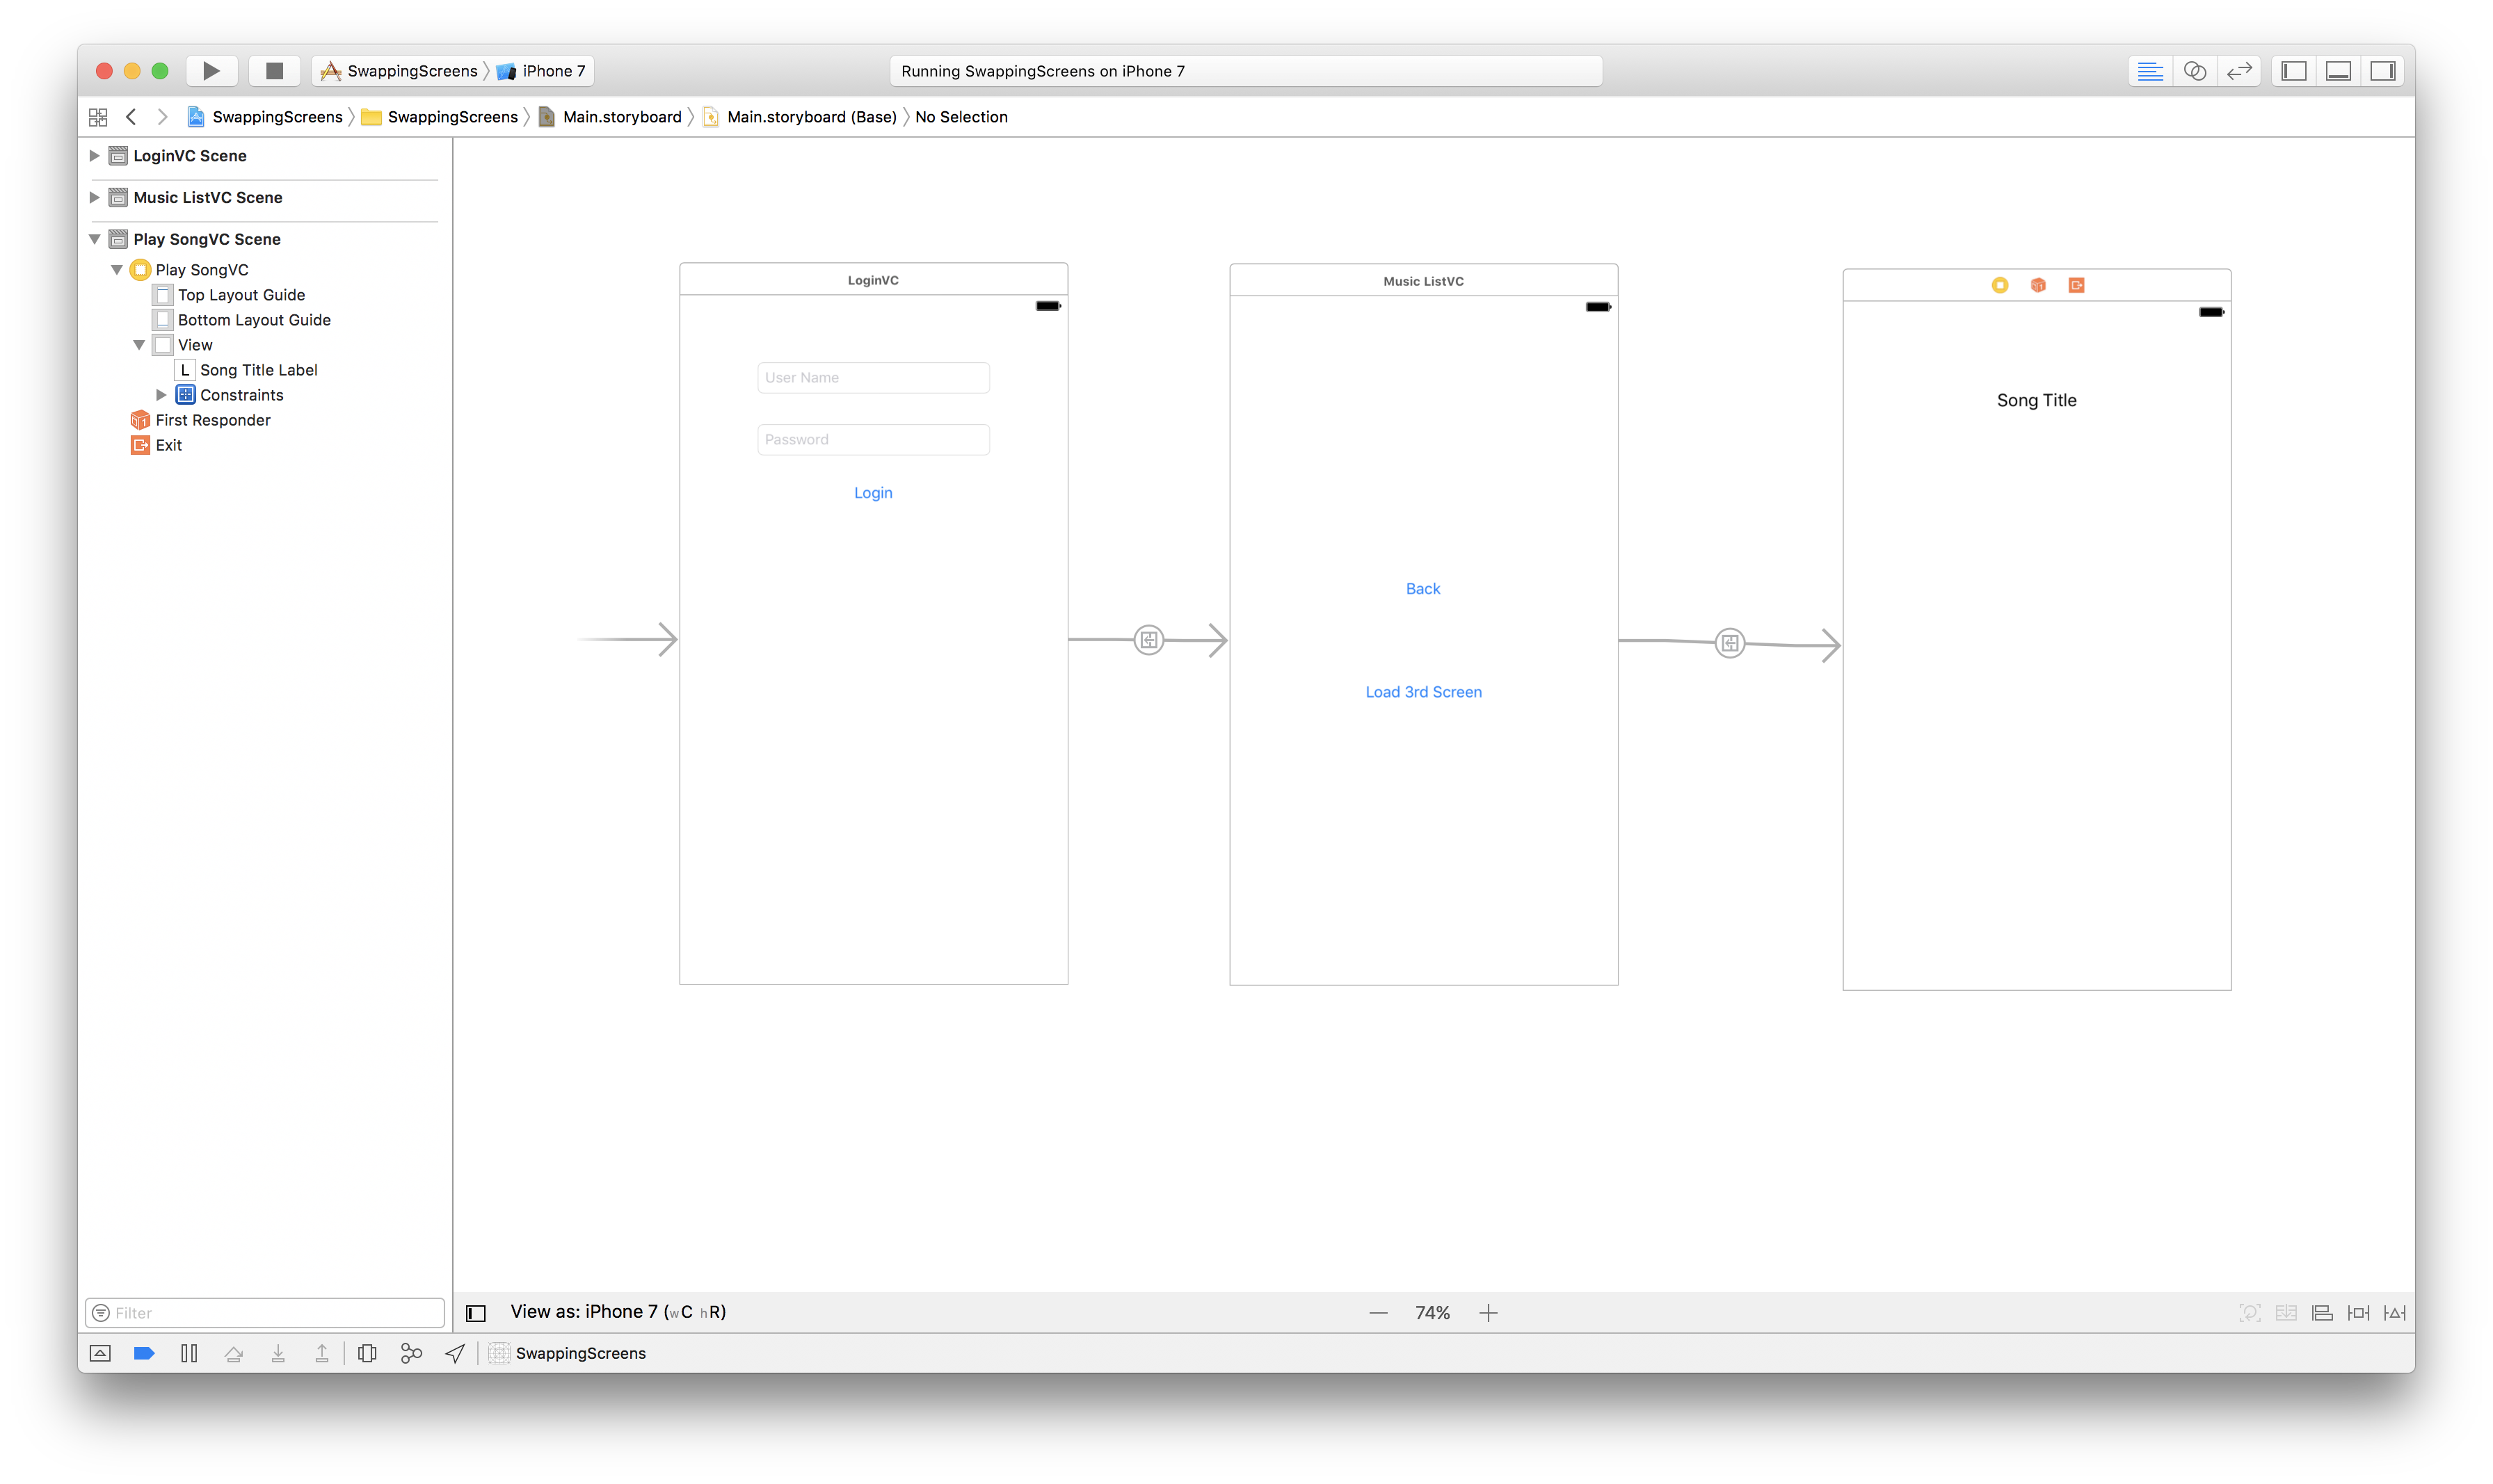 SwappingScreens iPhone 7
Running SwappingScreens on iPhone 7
SwappingScreens SwappingScreens Main.storyboard Main.storyboard (Base) No Selection
LoginVC Scene
Music ListVC Scene
Play SongVC Scene
Play SongVC
Top Layout Guide
Bottom Layout Guide
View
L Song Title Label
Constraints
First Responder
Exit
LoginVC
User Name
Password
Login
Music ListVC
Back
Load 3rd Screen
Song Title
Filter
View as: iPhone 7 (wC hR)
74%
SwappingScreens